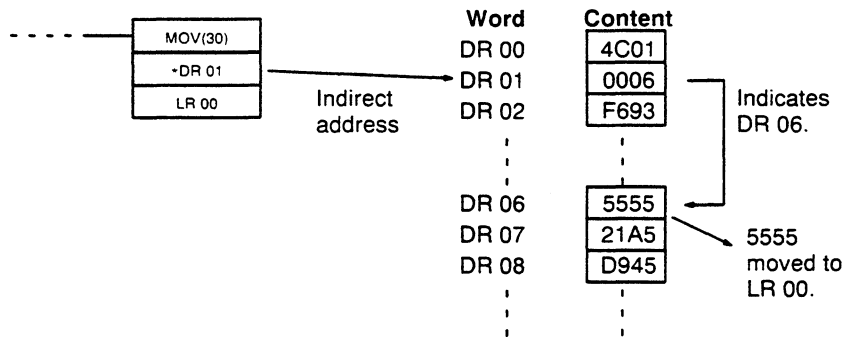 Word Content
MOV(30)
*DR 01
LR 00
Indirect
address
DR 00 4C01
DR 01 0006
DR 02 F693
Indicates
DR 06.
DR 06 5555
DR 07 21A5
DR 08 D945
5555
moved to
LR 00.